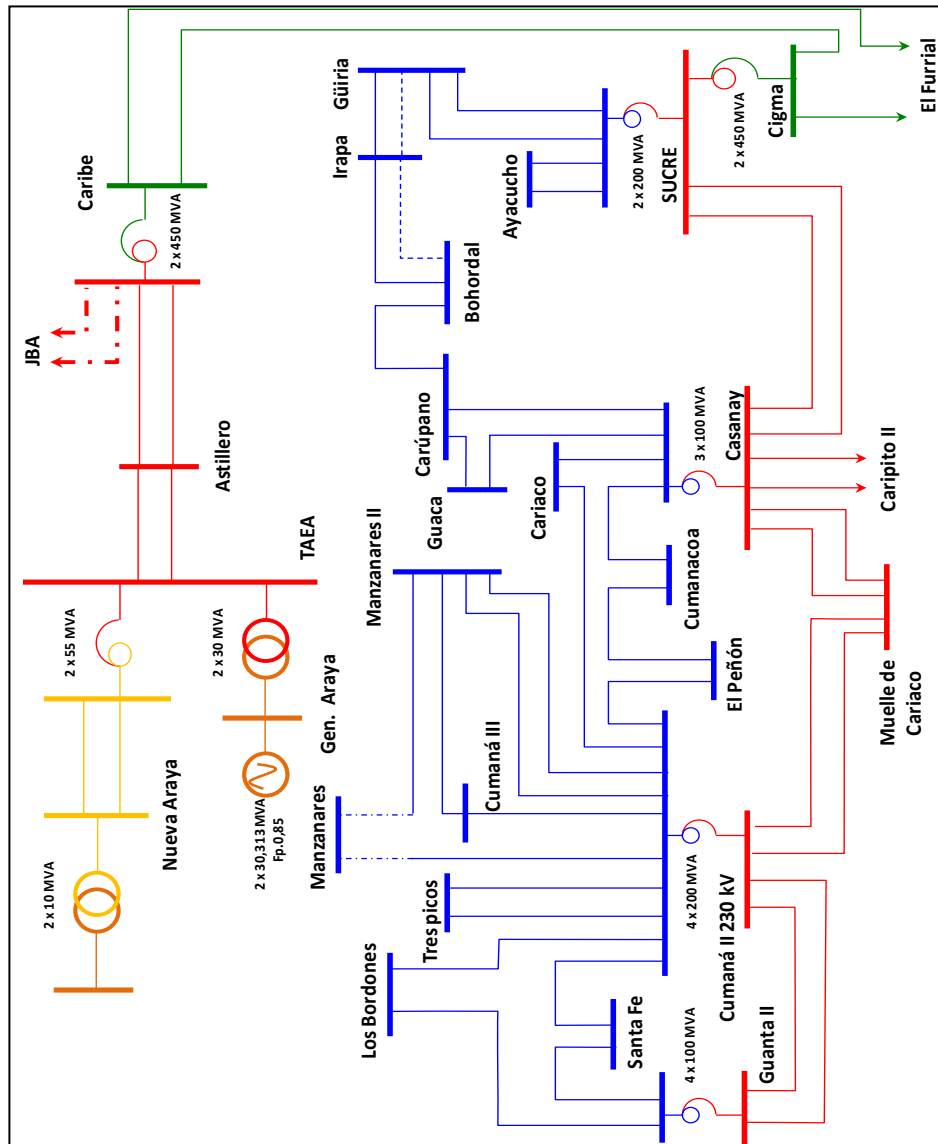 El Furrial
Cigma
2 x 450 MVA
SUCRE
2 x 200 MVA
Güiria
Irapa
Ayacucho
Bohordal
Caribe
2 x 450 MVA
JBA
Astillero
TAEA
2 x 55 MVA
2 x 30 MVA
Gen. Araya
2 x 30,313 MVA
Fp.0,85
Nueva Araya
2 x 10 MVA
Carúpano
Guaca
Cariaco
3 x 100 MVA
Casanay
Caripito II
Manzanares II
Cumanacoa
El Peñón
Muelle de
Cariaco
Cumaná III
Manzanares
Tres picos
Los Bordones
4 x 200 MVA
Cumaná II 230 kV
Santa Fe
4 x 100 MVA
Guanta II